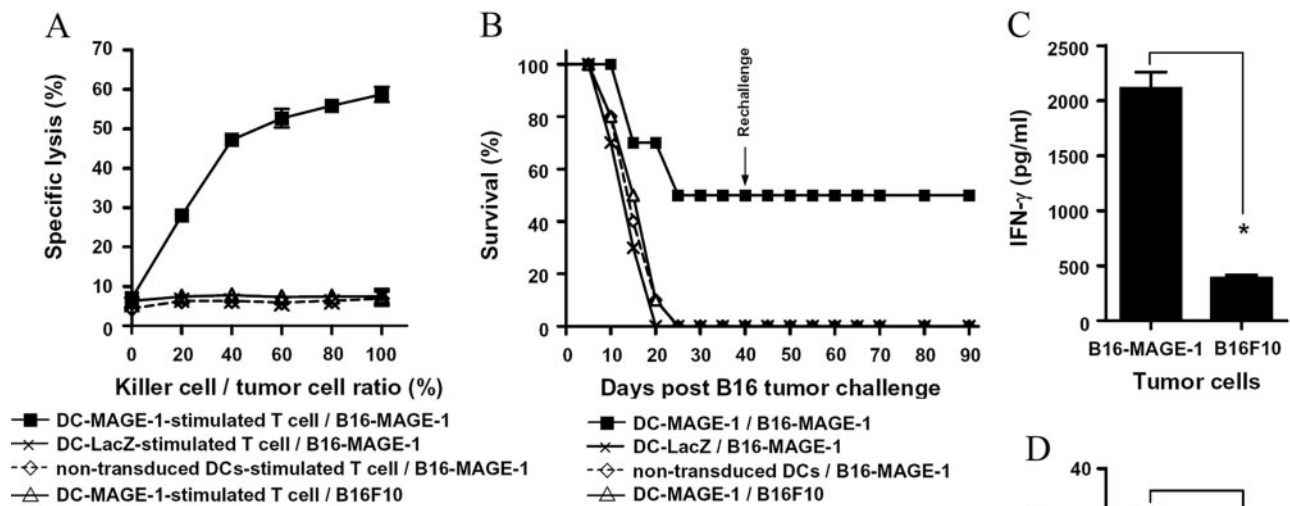 A
Specific lysis (%)
70
60
50
40
30
20
10
0
0 20 40 60 80 100
Killer cell / tumor cell ratio (%)
DC-MAGE-1-stimulated T cell / B16-MAGE-1
DC-LacZ-stimulated T cell / B16-MAGE-1
non-transduced DCs-stimulated T cell / B16-MAGE-1
DC-MAGE-1-stimulated T cell / B16F10
B
Survival (%)
100
80
60
40
20
0
Rechallenge
0 10 20 30 40 50 60 70 80 90
Days post B16 tumor challenge
DC-MAGE-1 / B16-MAGE-1
DC-LacZ / B16-MAGE-1
non-transduced DCs / B16-MAGE-1
DC-MAGE-1 / B16F10
C
IFN-γ (pg/ml)
2500
2000
1500
1000
500
0
*
B16-MAGE-1 B16F10
Tumor cells
D
40